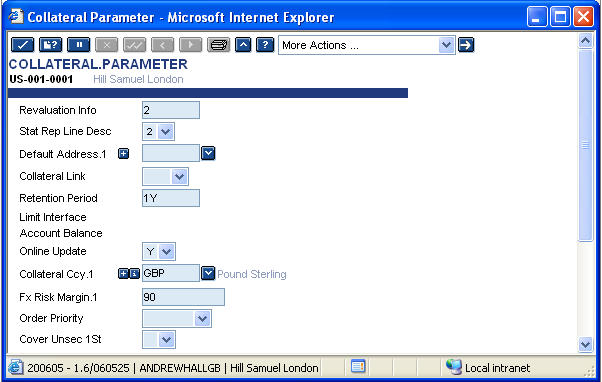 Collateral Parameter - Microsoft Internet Explorer
More Actions ...
COLLATERAL.PARAMETER
US-001-0001 Hill Samuel London
Revaluation Info 2
Stat Rep Line Desc 2
Default Address.1
Collateral Link
Retention Period 1Y
Limit Interface
Account Balance
Online Update Y
Collateral Ccy.1 GBP Pound Sterling
Fx Risk Margin.1 90
Order Priority
Cover Unsec 1St
200605 - 1.6/060525 | ANDREWHALLGB | Hill Samuel London Local intranet